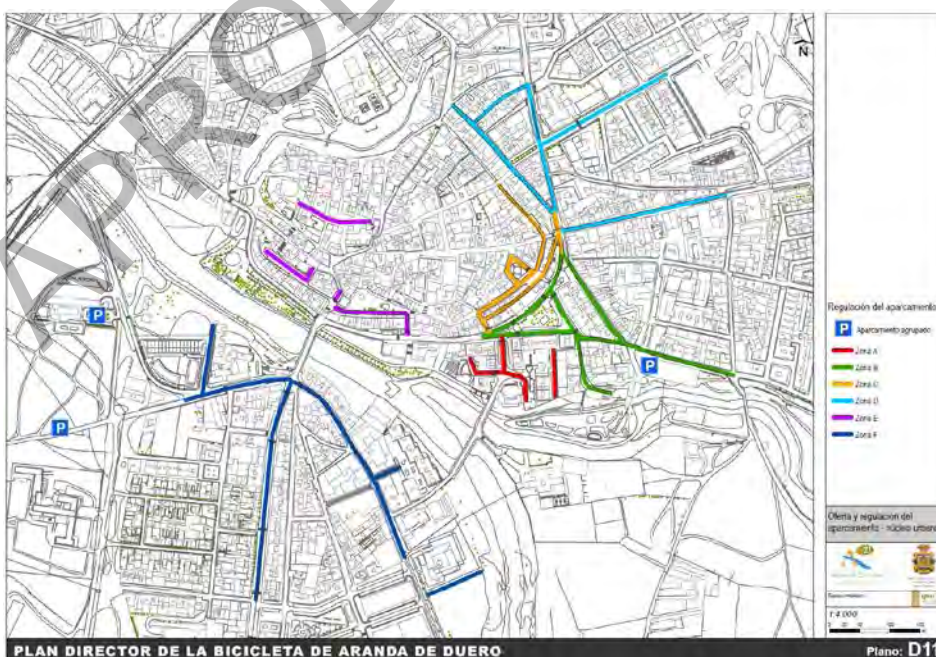 APROB
N
Regulación del aparcamiento
P Aparcamiento agrupado
Zona A
Zona B
Zona C
Zona D
Zona E
Zona F
P
P
P
Oferta y regulación del
aparcamiento - núcleo urbano
1:4.000
PLAN DIRECTOR DE LA BICICLETA DE ARANDA DE DUERO
Plano: D11